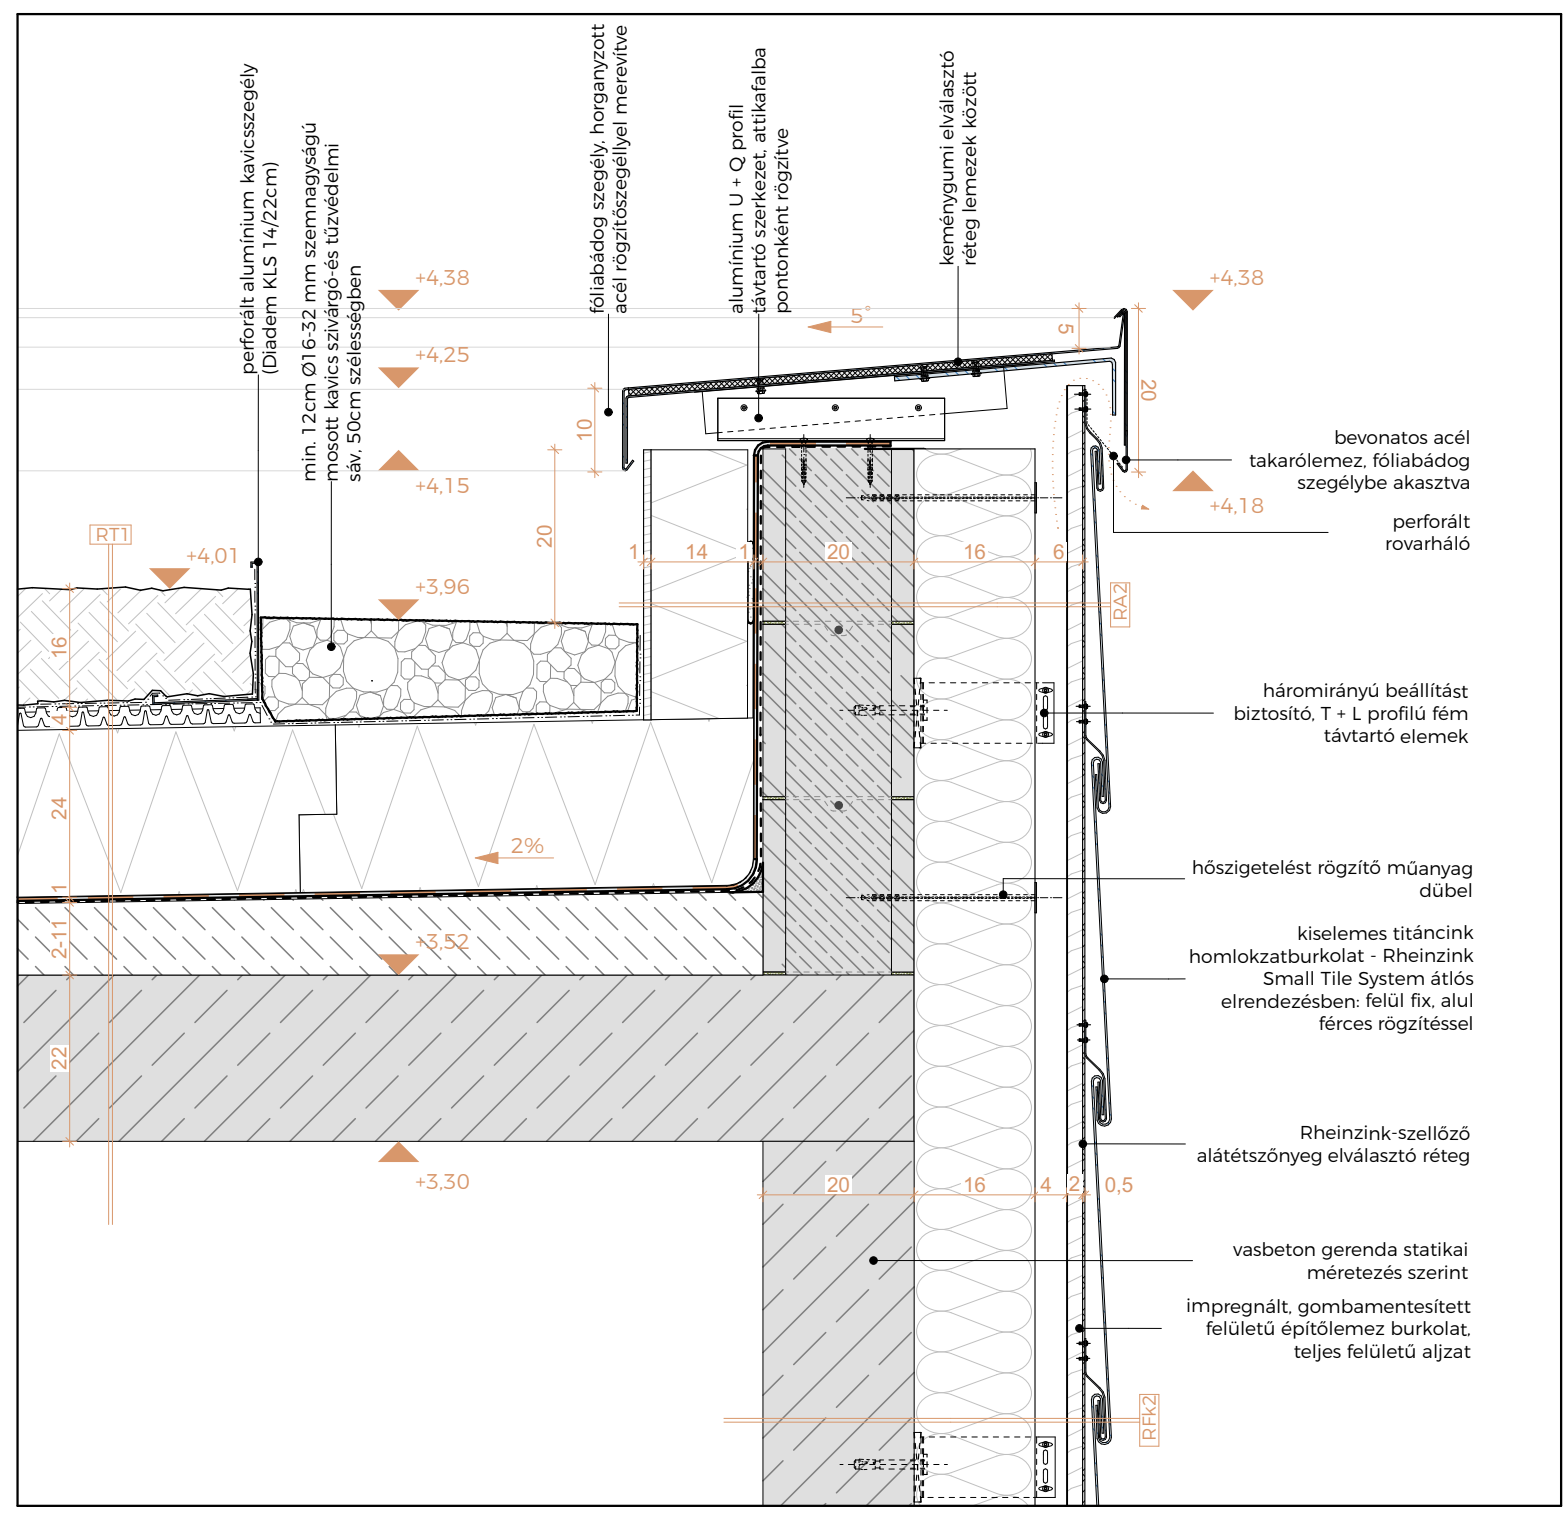 perforált alumínium kavicsszegély
(Diadem KLS 14/22cm)
min. 12cm Ø16-32 mm szemnagyságú
mosott kavics szivárgó-és tűzvédelmi
sáv, 50cm szélességben
fóliabádog szegély, horganyzott
acél rögzítőszegéllyel merevítve
alumínium U + Q profil
távtartó szerkezet, attikafalba
pontonként rögzítve
keménygumi elválasztó
réteg lemezek között
+4,38
+4,25
+4,15
+4,38
+4,18
5°
5
20
10
20
bevonatos acél
takarólemez, fóliabádog
szegélybe akasztva
perforált
rovarháló
RT1
+4,01
+3,96
1
14
1
20
16
6
RA2
16
4
24
1
2-11
22
2%
háromirányú beállítást
biztosító, T + L profilú fém
távtartó elemek
hőszigetelést rögzítő műanyag
dübel
kiselemes titáncink
homlokzatburkolat - Rheinzink
Small Tile System átlós
elrendezésben: felül fix, alul
férces rögzítéssel
+3,52
+3,30
Rheinzink-szellőző
alátétszőnyeg elválasztó réteg
20
16
4
2
0,5
vasbeton gerenda statikai
méretezés szerint
impregnált, gombamentesített
felületű építőlemez burkolat,
teljes felületű aljzat
RFk2